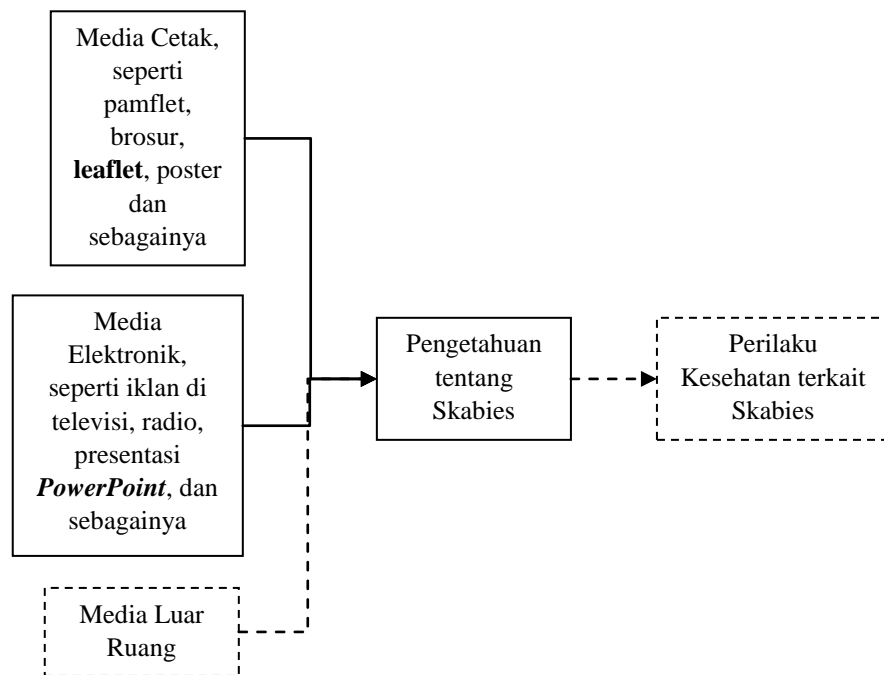 Media Cetak,
seperti
pamflet,
brosur,
leaflet, poster
dan
sebagainya
Media
Elektronik,
seperti iklan di
televisi, radio,
presentasi
PowerPoint, dan
sebagainya
Media Luar
Ruang
Pengetahuan
tentang
Skabies
Perilaku
Kesehatan terkait
Skabies